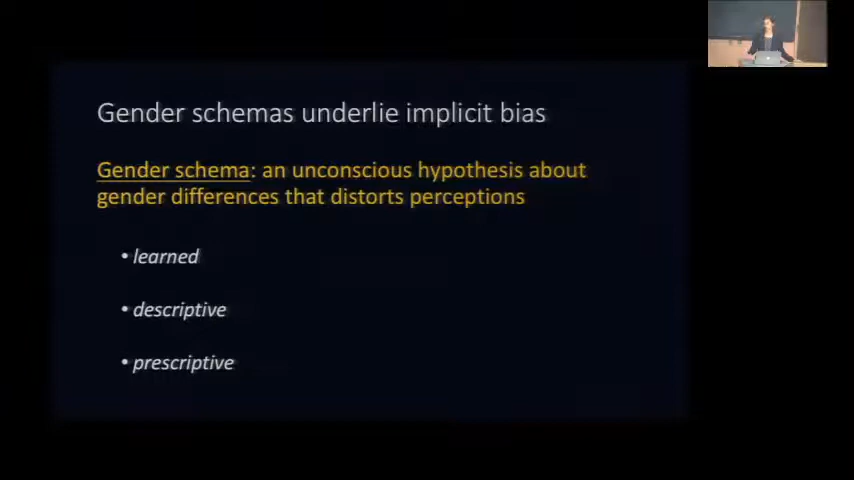 Gender schemas underlie implicit bias
Gender schema: an unconscious hypothesis about
gender differences that distorts perceptions
• learned
• descriptive
• prescriptive